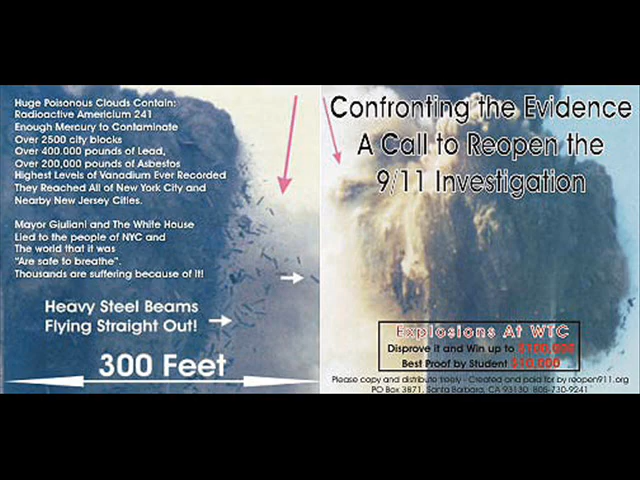 Huge Poisonous Clouds Contain:
Radioactive Americium 241
Enough Mercury to Contaminate
Over 2500 city blocks
Over 400.000 pounds of Lead,
Over 200,000 pounds of Asbestos
Highest Levels of Vanadium Ever Recorded
They Reached All of New York City and
Nearby New Jersey Cities.
Mayor Giuliani and The White House
Lied to the people of NYC and
The world that it was
"Are safe to breathe".
Thousands are suffering because of it!
Heavy Steel Beams
Flying Straight Out!
300 Feet
Confronting the Evidence
A Call to Reopen the
9/11 Investigation
Explosions At WTC
Disprove it and Win up to $100,000
Best Proof by Student $10,000
Please copy and distribute freely - Created and paid for by reopen911.org
PO Box 3871, Santa Barbara, CA 93130 805-730-9241